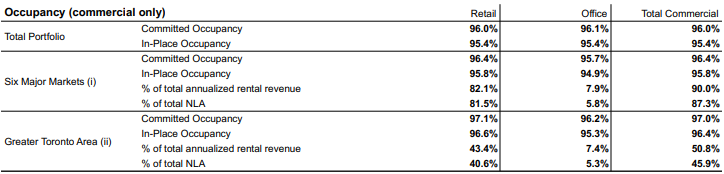 Occupancy (commercial only) Retail Office Total Commercial
Total Portfolio Committed Occupancy 96.0% 96.1% 96.0%
In-Place Occupancy 95.4% 95.4% 95.4%
Six Major Markets (i) Committed Occupancy 96.4% 95.7% 96.4%
In-Place Occupancy 95.8% 94.9% 95.8%
% of total annualized rental revenue 82.1% 7.9% 90.0%
% of total NLA 81.5% 5.8% 87.3%
Greater Toronto Area (ii) Committed Occupancy 97.1% 96.2% 97.0%
In-Place Occupancy 96.6% 95.3% 96.4%
% of total annualized rental revenue 43.4% 7.4% 50.8%
% of total NLA 40.6% 5.3% 45.9%